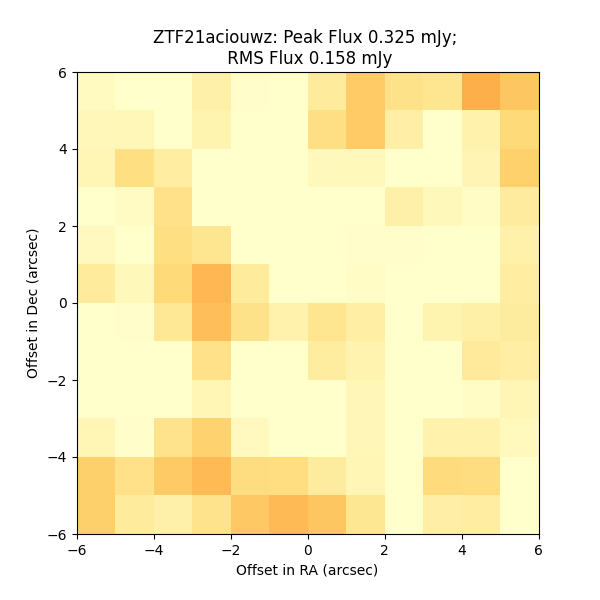 ZTF21aciouwz: Peak Flux 0.325 mJy;
RMS Flux 0.158 mJy
6
4
2
0
−2
−4
−6
Offset in Dec (arcsec)
−6 −4 −2 0 2 4 6
Offset in RA (arcsec)